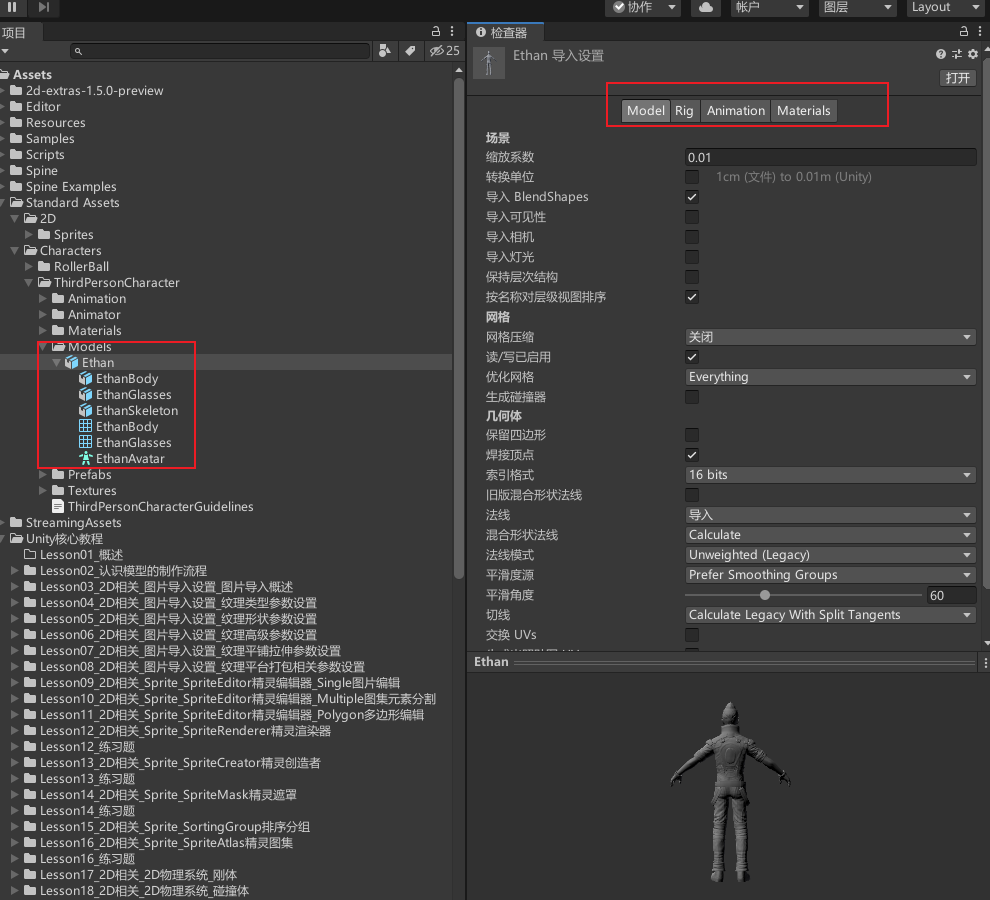 协作
帐户
图层
Layout
项目
25
Assets
2d-extras-1.5.0-preview
Editor
Resources
Samples
Scripts
Spine
Spine Examples
Standard Assets
2D
Sprites
Characters
RollerBall
ThirdPersonCharacter
Animation
Animator
Materials
Models
Ethan
EthanBody
EthanGlasses
EthanSkeleton
EthanBody
EthanGlasses
EthanAvatar
Prefabs
Textures
ThirdPersonCharacterGuidelines
StreamingAssets
Unity核心教程
Lesson01_概述
Lesson02_认识模型的制作流程
Lesson03_2D相关_图片导入设置_图片导入概述
Lesson04_2D相关_图片导入设置_纹理类型参数设置
Lesson05_2D相关_图片导入设置_纹理形状参数设置
Lesson06_2D相关_图片导入设置_纹理高级参数设置
Lesson07_2D相关_图片导入设置_纹理平铺拉伸参数设置
Lesson08_2D相关_图片导入设置_纹理平台打包相关参数设置
Lesson09_2D相关_Sprite_SpriteEditor精灵编辑器_Single图片编辑
Lesson10_2D相关_Sprite_SpriteEditor精灵编辑器_Multiple图集元素分割
Lesson11_2D相关_Sprite_SpriteEditor精灵编辑器_Polygon多边形编辑
Lesson12_2D相关_Sprite_SpriteRenderer精灵渲染器
Lesson12_练习题
Lesson13_2D相关_Sprite_SpriteCreator精灵创造者
Lesson13_练习题
Lesson14_2D相关_Sprite_SpriteMask精灵遮罩
Lesson14_练习题
Lesson15_2D相关_Sprite_SortingGroup排序分组
Lesson16_2D相关_Sprite_SpriteAtlas精灵图集
Lesson16_练习题
Lesson17_2D相关_2D物理系统_刚体
Lesson18_2D相关_2D物理系统_碰撞体
检查器
Ethan 导入设置
打开
Model Rig Animation Materials
场景
缩放系数 0.01
转换单位 1cm (文件) to 0.01m (Unity)
导入 BlendShapes
导入可见性
导入相机
导入灯光
保持层次结构
按名称对层级视图排序
网格
网格压缩 关闭
读/写已启用
优化网格 Everything
生成碰撞器
几何体
保留四边形
焊接顶点
索引格式 16 bits
旧版混合形状法线
法线 导入
混合形状法线 Calculate
法线模式 Unweighted (Legacy)
平滑度源 Prefer Smoothing Groups
平滑角度 60
切线 Calculate Legacy With Split Tangents
交换 UVs
Ethan